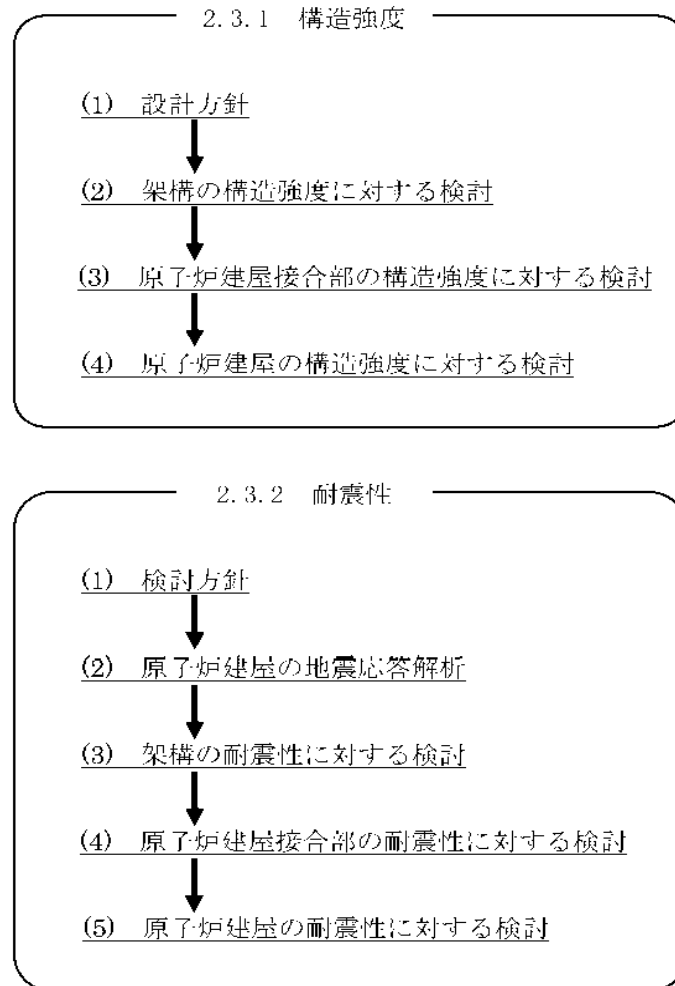 2.3.1 構造強度
(1) 設計方針
(2) 架構の構造強度に対する検討
(3) 原子炉建屋接合部の構造強度に対する検討
(4) 原子炉建屋の構造強度に対する検討
2.3.2 耐震性
(1) 検討方針
(2) 原子炉建屋の地震応答解析
(3) 架構の耐震性に対する検討
(4) 原子炉建屋接合部の耐震性に対する検討
(5) 原子炉建屋の耐震性に対する検討